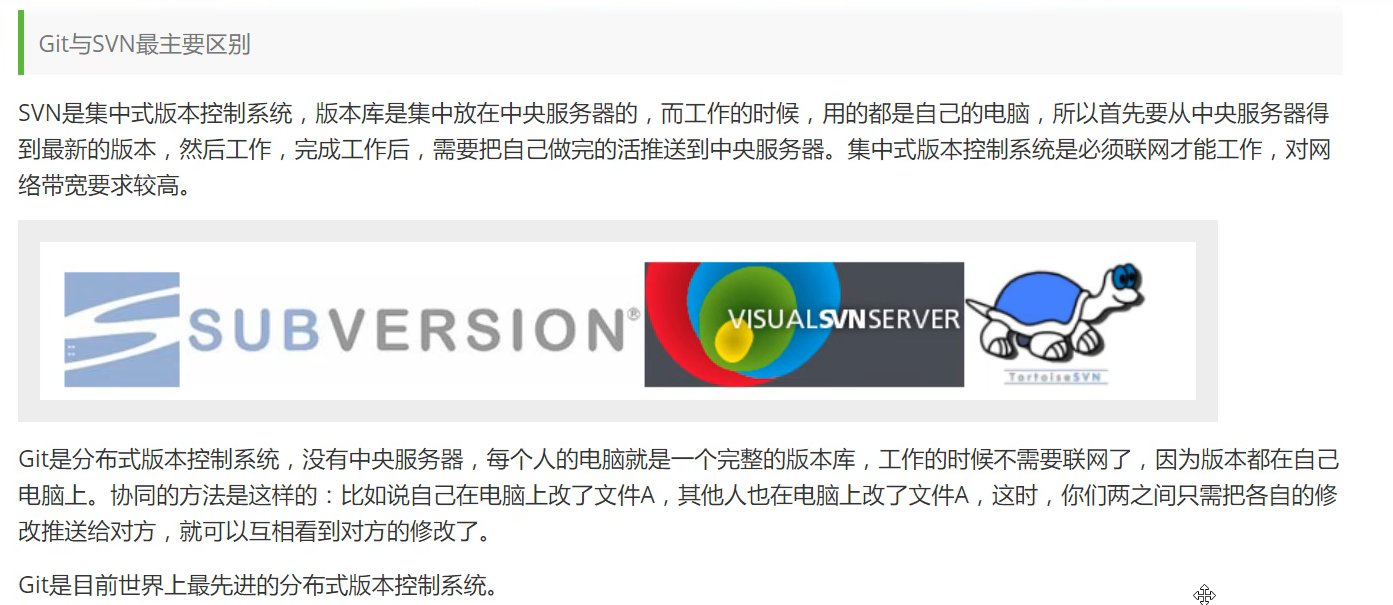 Git与SVN最主要区别
SVN是集中式版本控制系统，版本库是集中放在中央服务器的，而工作的时候，用的都是自己的电脑，所以首先要从中央服务器得
到最新的版本，然后工作，完成工作后，需要把自己做完的活推送到中央服务器。集中式版本控制系统是必须联网才能工作，对网
络带宽要求较高。
SUBVERSION®
VISUALSVNSERVER
TortoiseSVN
Git是分布式版本控制系统，没有中央服务器，每个人的电脑就是一个完整的版本库，工作的时候不需要联网了，因为版本都在自己
电脑上。协同的方法是这样的：比如说自己在电脑上改了文件A，其他人也在电脑上改了文件A，这时，你们两之间只需把各自的修
改推送给对方，就可以互相看到对方的修改了。
Git是目前世界上最先进的分布式版本控制系统。